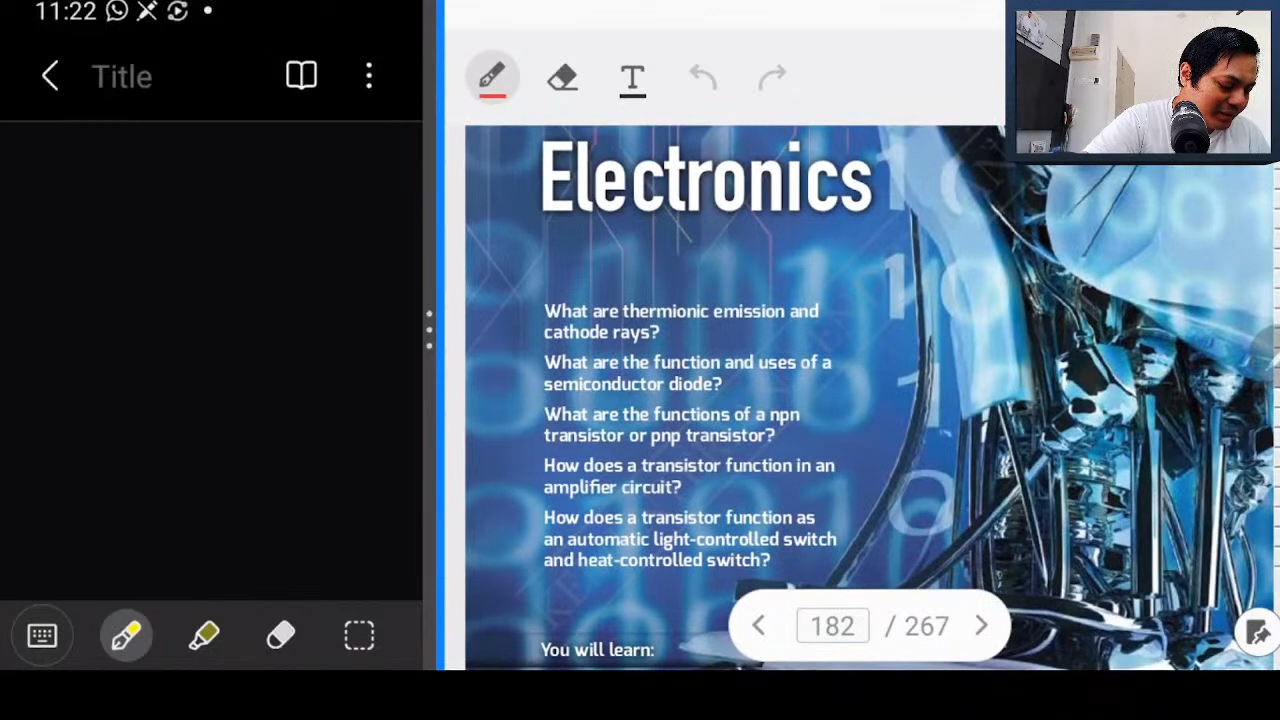 11:22
Title
Electronics
What are thermionic emission and
cathode rays?
What are the function and uses of a
semiconductor diode?
What are the functions of a npn
transistor or pnp transistor?
How does a transistor function in an
amplifier circuit?
How does a transistor function as
an automatic light-controlled switch
and heat-controlled switch?
182 / 267
You will learn: